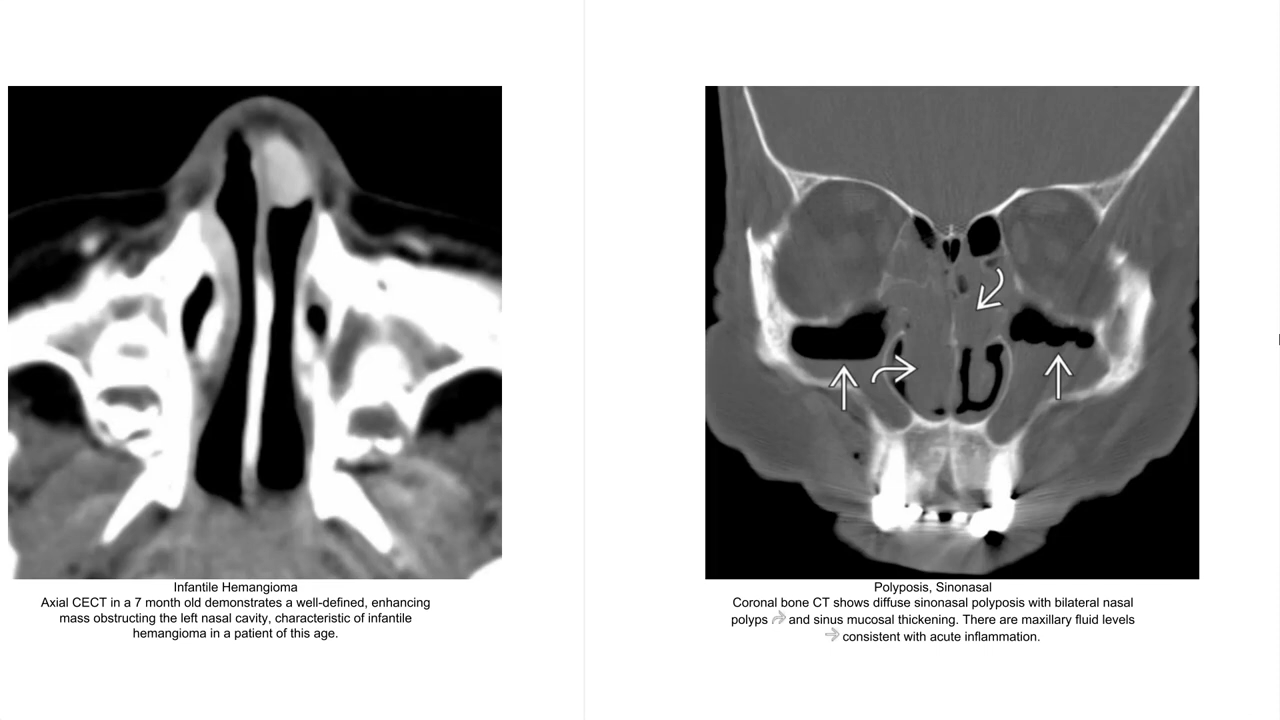 Infantile Hemangioma
Axial CECT in a 7 month old demonstrates a well-defined, enhancing
mass obstructing the left nasal cavity, characteristic of infantile
hemangioma in a patient of this age.
Polyposis, Sinonasal
Coronal bone CT shows diffuse sinonasal polyposis with bilateral nasal
polyps and sinus mucosal thickening. There are maxillary fluid levels
consistent with acute inflammation.